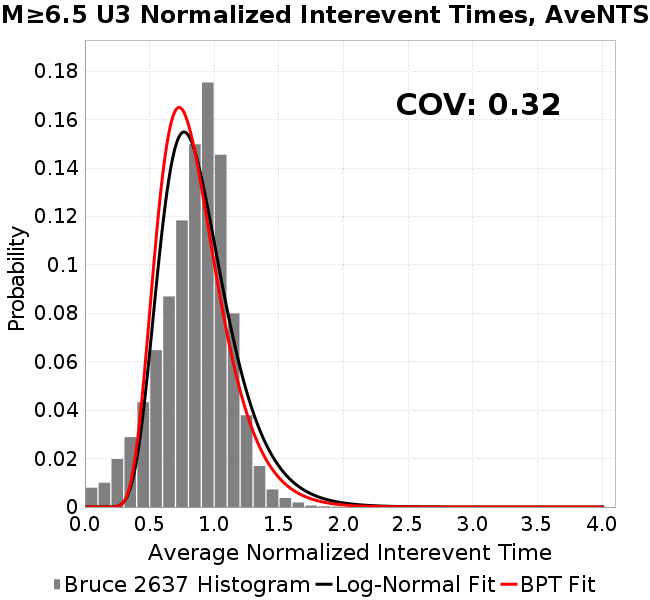 M≥6.5 U3 Normalized Interevent Times, AveNTS
COV: 0.32
Probability
0.18
0.16
0.14
0.12
0.1
0.08
0.06
0.04
0.02
0
0.0 0.5 1.0 1.5 2.0 2.5 3.0 3.5 4.0
Average Normalized Interevent Time
Bruce 2637 Histogram Log-Normal Fit BPT Fit